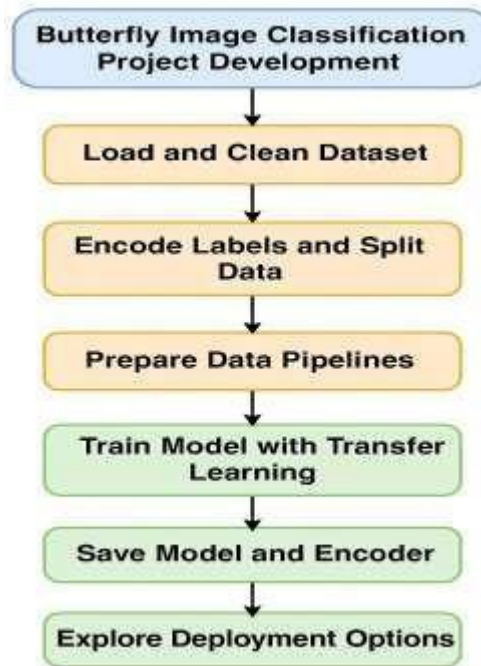 Butterfly Image Classification
Project Development
Load and Clean Dataset
Encode Labels and Split
Data
Prepare Data Pipelines
Train Model with Transfer
Learning
Save Model and Encoder
Explore Deployment Options